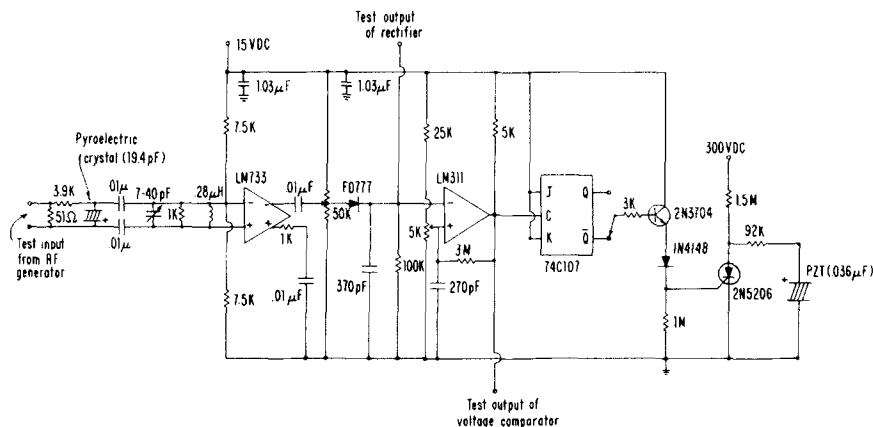 Test output
of rectifier
15 VDC
1.03µF
1.03µF
7.5K
25K
5K
Pyroelectric
crystal (19.4pF)
300VDC
LM733
LM311
.01µ
7-40pF
.28µH
.01µF
FD777
J
Q
3.9K
51Ω
+
1K
−
+
−
+
1K
50K
5K
−
+
3M
100K
C
K
Q̅
74C107
3K
2N3704
1.5M
92K
1N4148
2N5206
+
PZT(.036µF)
Test input
from RF
generator
.01µ
7.5K
.01µF
370pF
270pF
1M
Test output of
voltage comparator